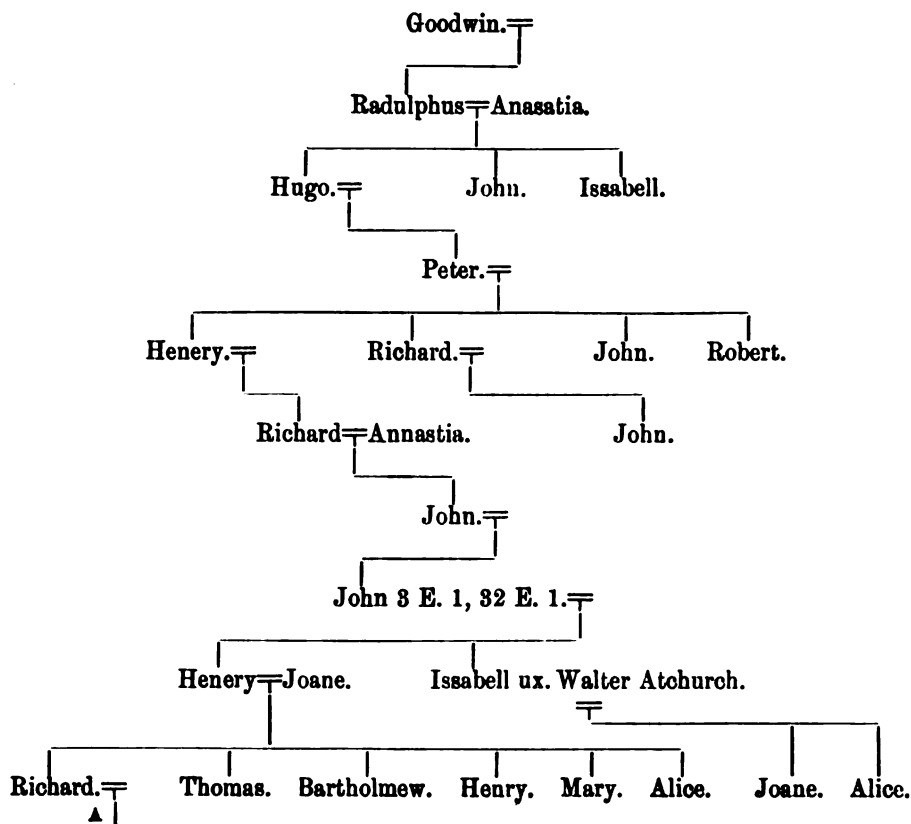 Goodwin.
Radulphus Anasatia.
Hugo. John. Issabell.
Peter.
Henery. Richard. John. Robert.
Richard Annastia. John.
John.
John 3 E. 1, 32 E. 1.
Henery Joane. Issabell ux. Walter Atchurch.
Richard. Thomas. Bartholmew. Henry. Mary. Alice. Joane. Alice.
▲